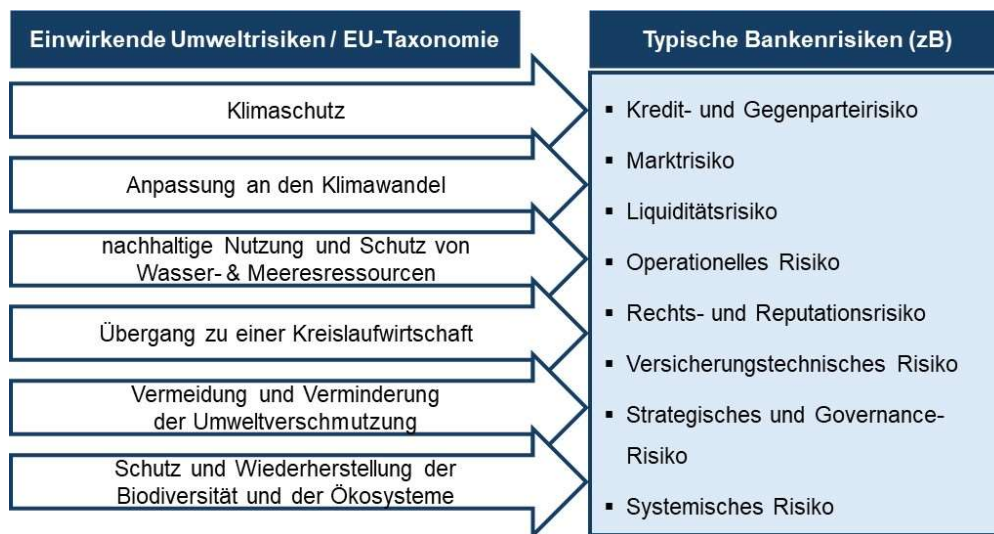 Einwirkende Umweltrisiken / EU-Taxonomie
Klimaschutz
Anpassung an den Klimawandel
nachhaltige Nutzung und Schutz von
Wasser- & Meeresressourcen
Übergang zu einer Kreislaufwirtschaft
Vermeidung und Verminderung
der Umweltverschmutzung
Schutz und Wiederherstellung der
Biodiversität und der Ökosysteme
Typische Bankenrisiken (zB)
▪ Kredit- und Gegenparteirisiko
▪ Marktrisiko
▪ Liquiditätsrisiko
▪ Operationelles Risiko
▪ Rechts- und Reputationsrisiko
▪ Versicherungstechnisches Risiko
▪ Strategisches und Governance-
Risiko
▪ Systemisches Risiko